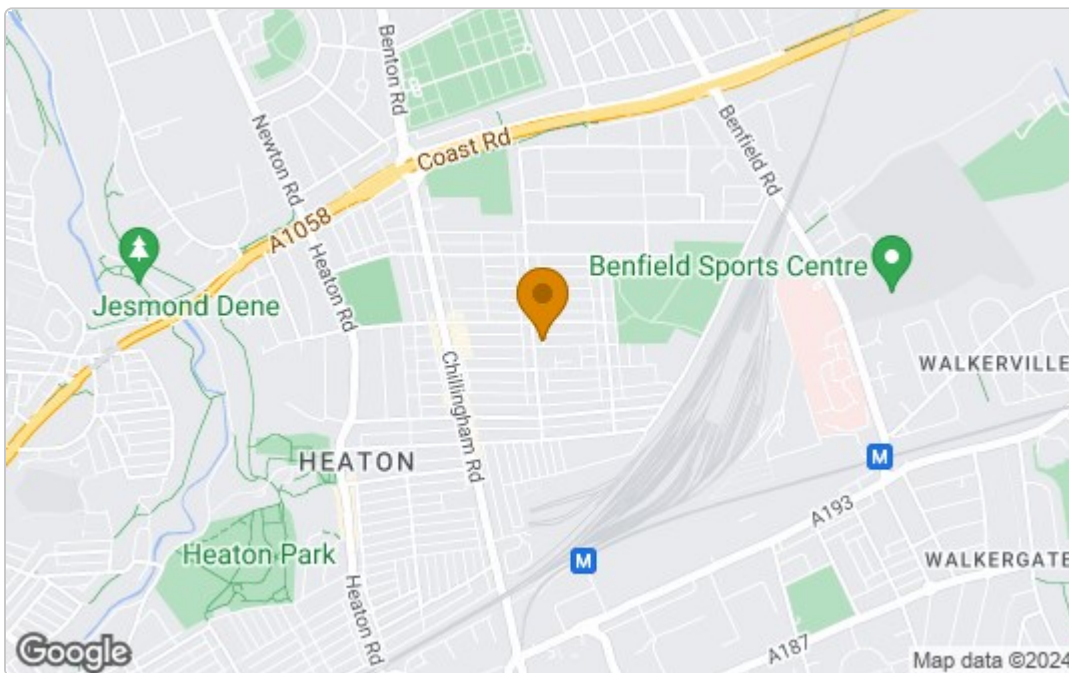 Benton Rd
Newton Rd
Coast Rd
Benfield Rd
A1058
Heaton Rd
Jesmond Dene
Benfield Sports Centre
Chillingham Rd
WALKERVILLE
HEATON
M
A193
Heaton Park
M
WALKERGATE
Heaton Rd
A187
Google
Map data ©2024